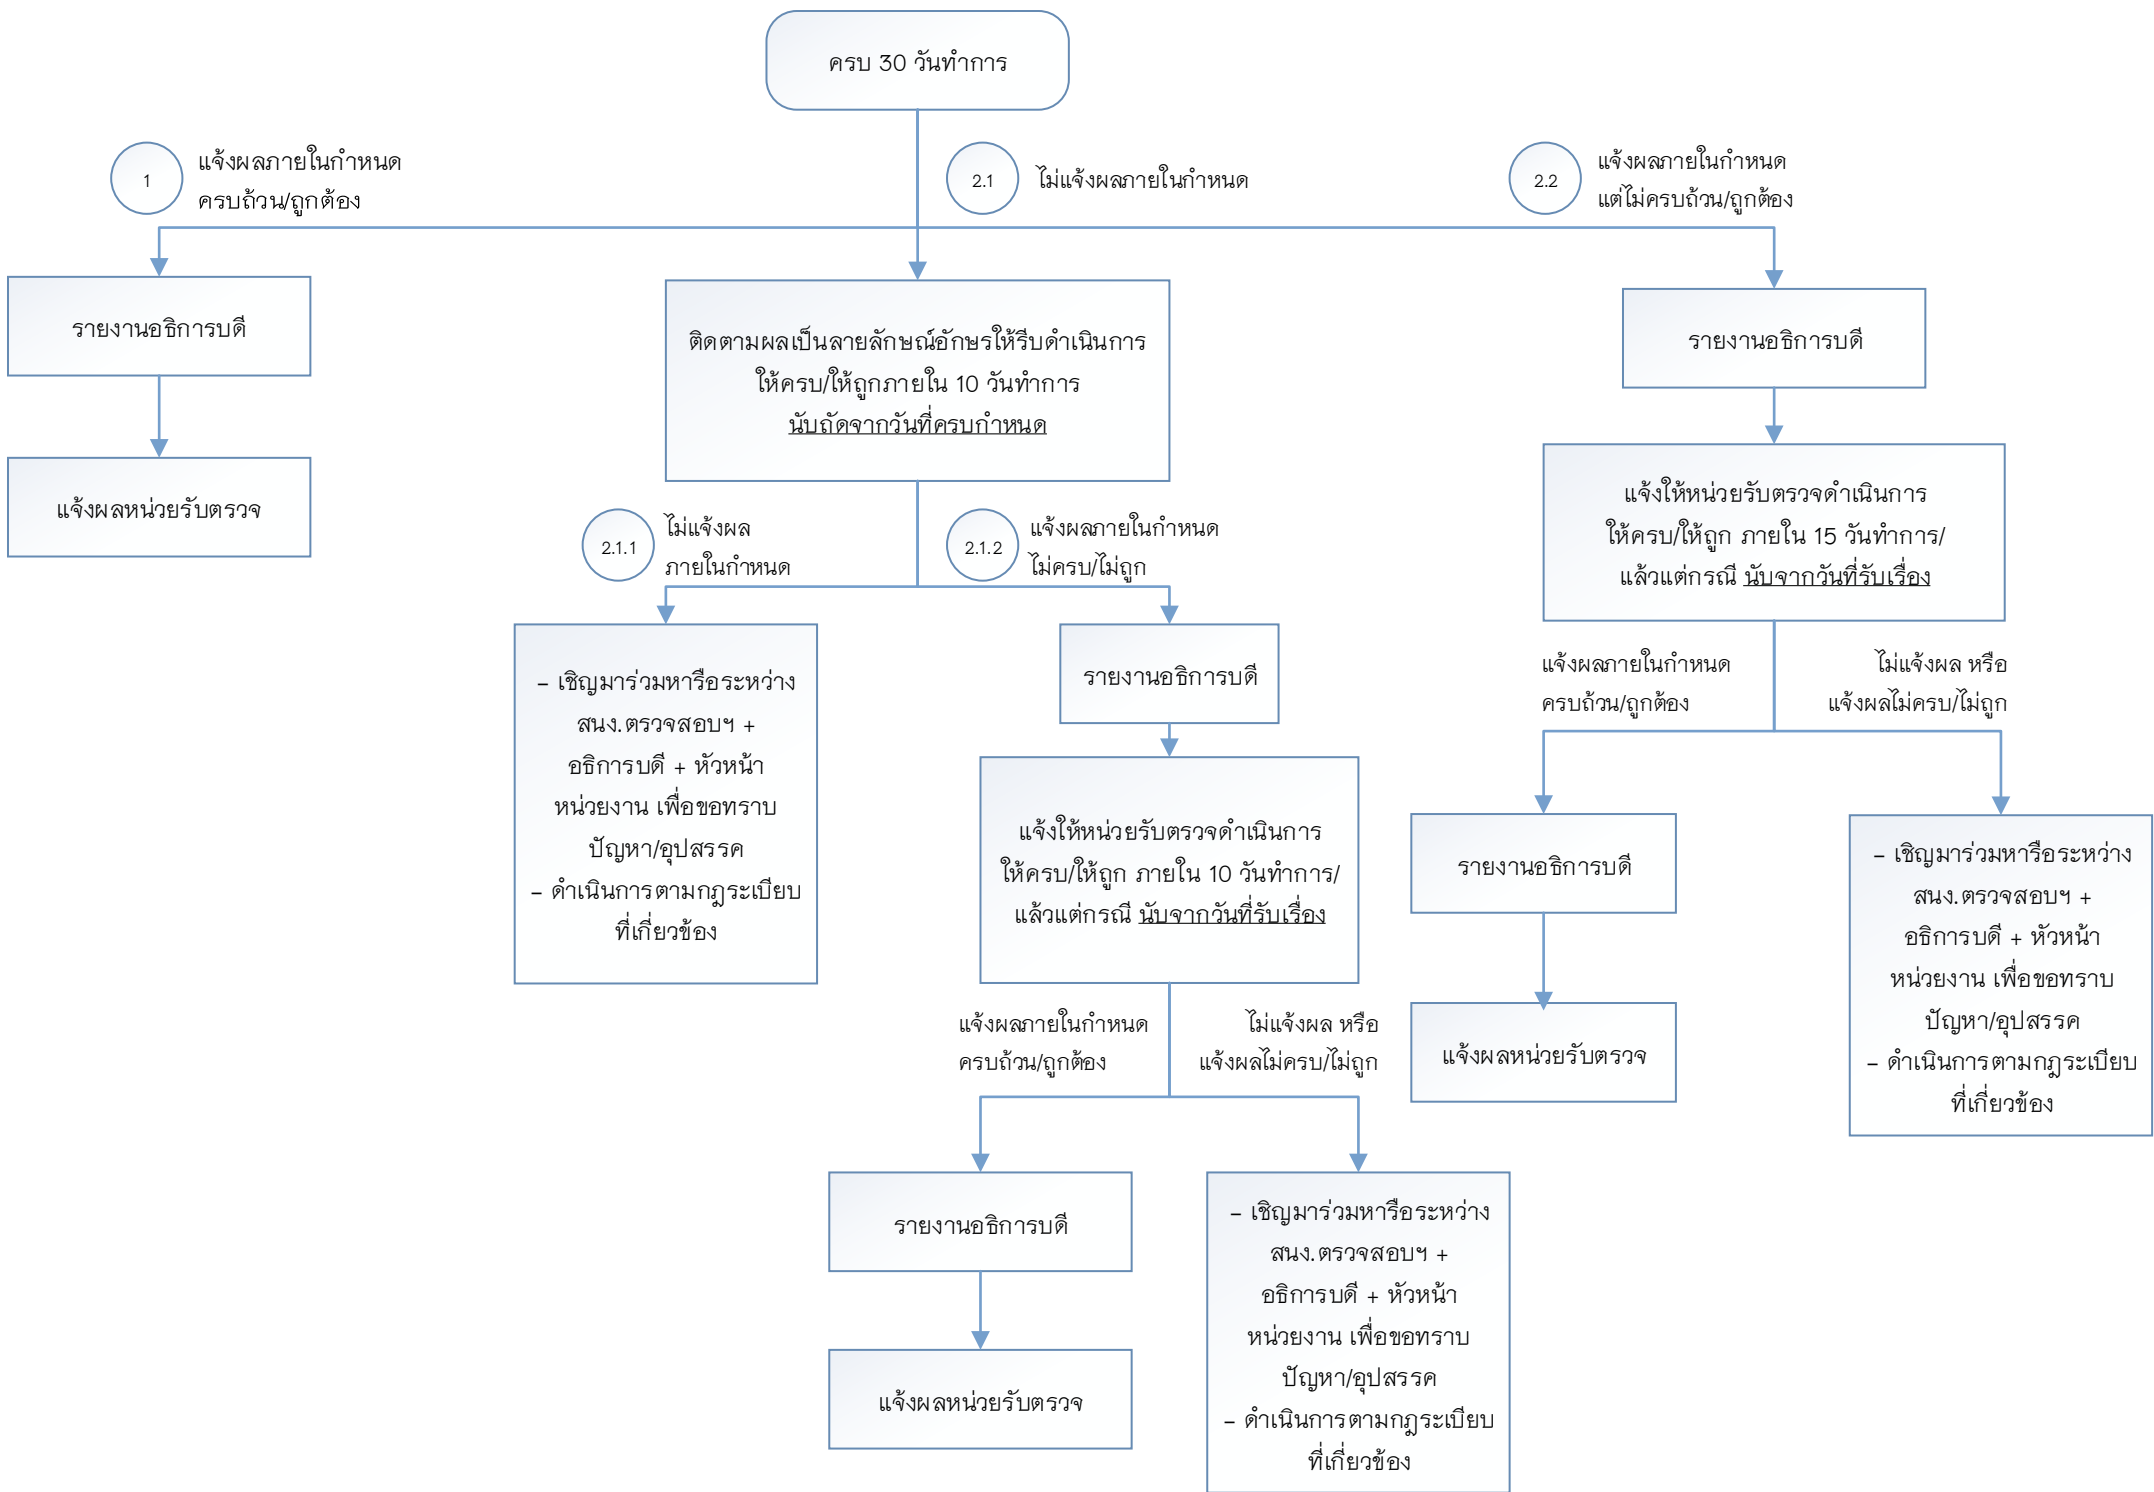 ครบ 30 วันทำการ
1
แจ้งผลภายในกำหนด
ครบถ้วน/ถูกต้อง
2.1
ไม่แจ้งผลภายในกำหนด
2.2
แจ้งผลภายในกำหนด
แต่ไม่ครบถ้วน/ถูกต้อง
รายงานอธิการบดี
แจ้งผลหน่วยรับตรวจ
ติดตามผลเป็นลายลักษณ์อักษรให้รีบดำเนินการ
ให้ครบ/ให้ถูกภายใน 10 วันทำการ
นับถัดจากวันที่ครบกำหนด
2.1.1
ไม่แจ้งผล
ภายในกำหนด
2.1.2
แจ้งผลภายในกำหนด
ไม่ครบ/ไม่ถูก
– เชิญมาร่วมหารือระหว่าง
สนง.ตรวจสอบฯ +
อธิการบดี + หัวหน้า
หน่วยงาน เพื่อขอทราบ
ปัญหา/อุปสรรค
– ดำเนินการตามกฎระเบียบ
ที่เกี่ยวข้อง
รายงานอธิการบดี
แจ้งให้หน่วยรับตรวจดำเนินการ
ให้ครบ/ให้ถูก ภายใน 10 วันทำการ/
แล้วแต่กรณี นับจากวันที่รับเรื่อง
แจ้งผลภายในกำหนด
ครบถ้วน/ถูกต้อง
ไม่แจ้งผล หรือ
แจ้งผลไม่ครบ/ไม่ถูก
รายงานอธิการบดี
แจ้งผลหน่วยรับตรวจ
– เชิญมาร่วมหารือระหว่าง
สนง.ตรวจสอบฯ +
อธิการบดี + หัวหน้า
หน่วยงาน เพื่อขอทราบ
ปัญหา/อุปสรรค
– ดำเนินการตามกฎระเบียบ
ที่เกี่ยวข้อง
รายงานอธิการบดี
แจ้งให้หน่วยรับตรวจดำเนินการ
ให้ครบ/ให้ถูก ภายใน 15 วันทำการ/
แล้วแต่กรณี นับจากวันที่รับเรื่อง
แจ้งผลภายในกำหนด
ครบถ้วน/ถูกต้อง
ไม่แจ้งผล หรือ
แจ้งผลไม่ครบ/ไม่ถูก
รายงานอธิการบดี
แจ้งผลหน่วยรับตรวจ
– เชิญมาร่วมหารือระหว่าง
สนง.ตรวจสอบฯ +
อธิการบดี + หัวหน้า
หน่วยงาน เพื่อขอทราบ
ปัญหา/อุปสรรค
– ดำเนินการตามกฎระเบียบ
ที่เกี่ยวข้อง